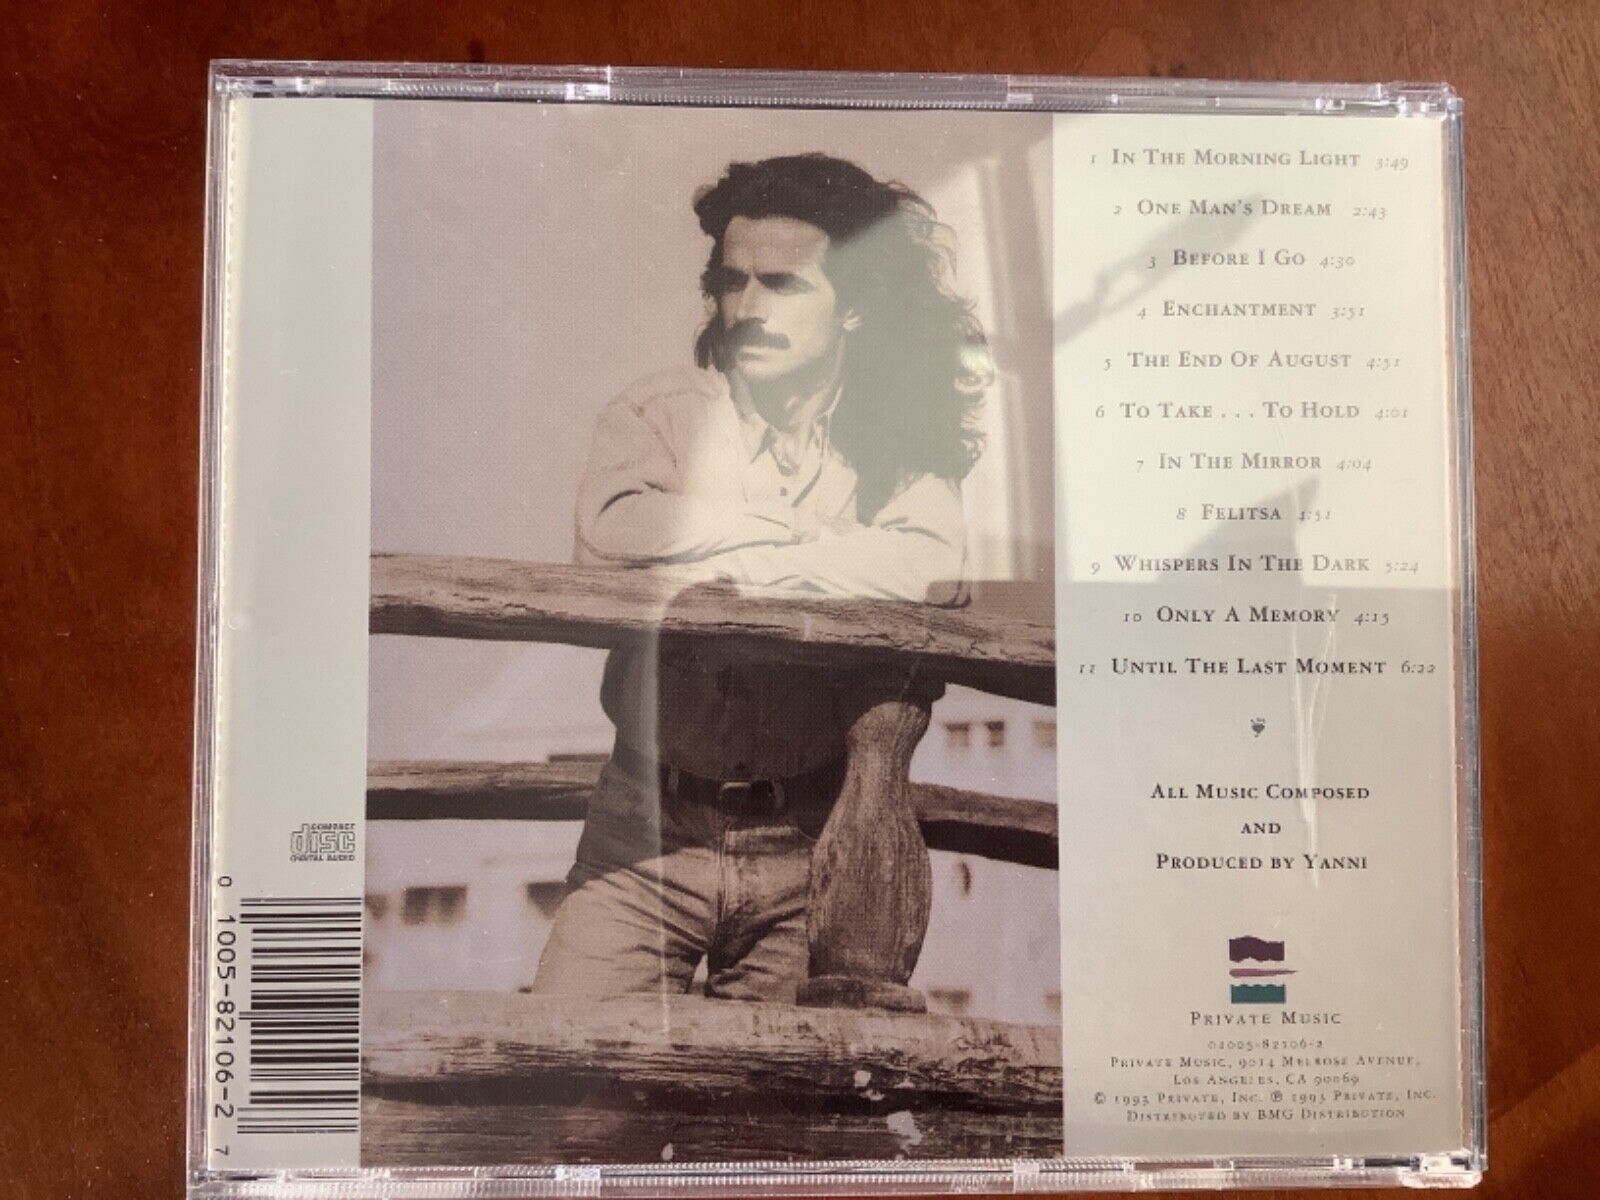 1 IN THE MORNING LIGHT 3:49
2 ONE MAN'S DREAM 2:43
3 BEFORE I GO 4:30
4 ENCHANTMENT 3:51
5 THE END OF AUGUST 4:51
6 TO TAKE . . . TO HOLD 4:01
7 IN THE MIRROR 4:04
8 FELITSA 4:51
9 WHISPERS IN THE DARK 5:24
10 ONLY A MEMORY 4:15
11 UNTIL THE LAST MOMENT 6:22
ALL MUSIC COMPOSED
AND
PRODUCED BY YANNI
PRIVATE MUSIC
01005-82106-2
PRIVATE MUSIC, 9014 MELROSE AVENUE,
LOS ANGELES, CA 90069
© 1993 PRIVATE, INC. ℗ 1993 PRIVATE, INC.
DISTRIBUTED BY BMG DISTRIBUTION
COMPACT
disc
DIGITAL AUDIO
0 1005-82106-2 7